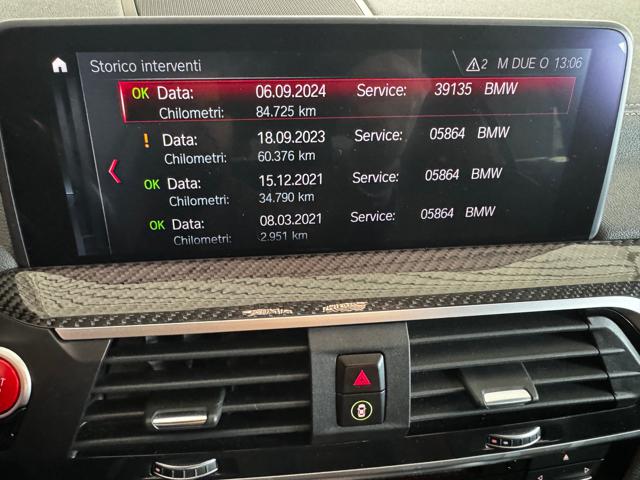 Storico interventi 2 M DUE O 13:06
OK Data: 06.09.2024 Service: 39135 BMW
Chilometri: 84.725 km
! Data: 18.09.2023 Service: 05864 BMW
Chilometri: 60.376 km
OK Data: 15.12.2021 Service: 05864 BMW
Chilometri: 34.790 km
OK Data: 08.03.2021 Service: 05864 BMW
Chilometri: 2.951 km